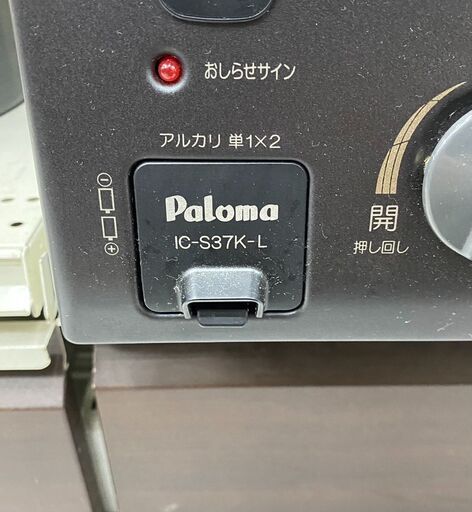 おしらせサイン
アルカリ 単1×2
Paloma
IC-S37K-L
開
押し回し